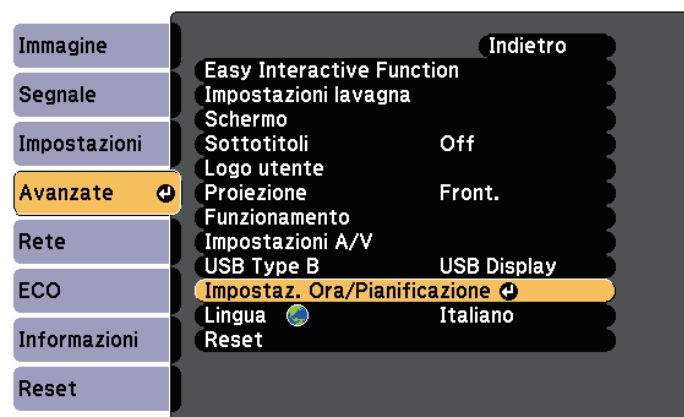 Immagine
Segnale
Impostazioni
Avanzate
Rete
ECO
Informazioni
Reset
Indietro
Easy Interactive Function
Impostazioni lavagna
Schermo
Sottotitoli Off
Logo utente
Proiezione Front.
Funzionamento
Impostazioni A/V
USB Type B USB Display
Impostaz. Ora/Pianificazione
Lingua Italiano
Reset